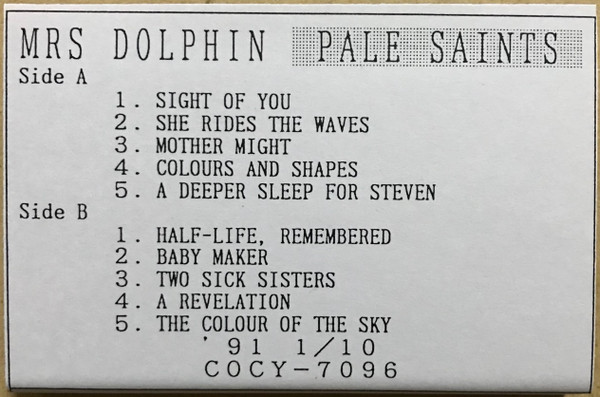 MRS DOLPHIN PALE SAINTS
Side A
1. SIGHT OF YOU
2. SHE RIDES THE WAVES
3. MOTHER MIGHT
4. COLOURS AND SHAPES
5. A DEEPER SLEEP FOR STEVEN
Side B
1. HALF-LIFE, REMEMBERED
2. BABY MAKER
3. TWO SICK SISTERS
4. A REVELATION
5. THE COLOUR OF THE SKY
'91 1/10
COCY-7096